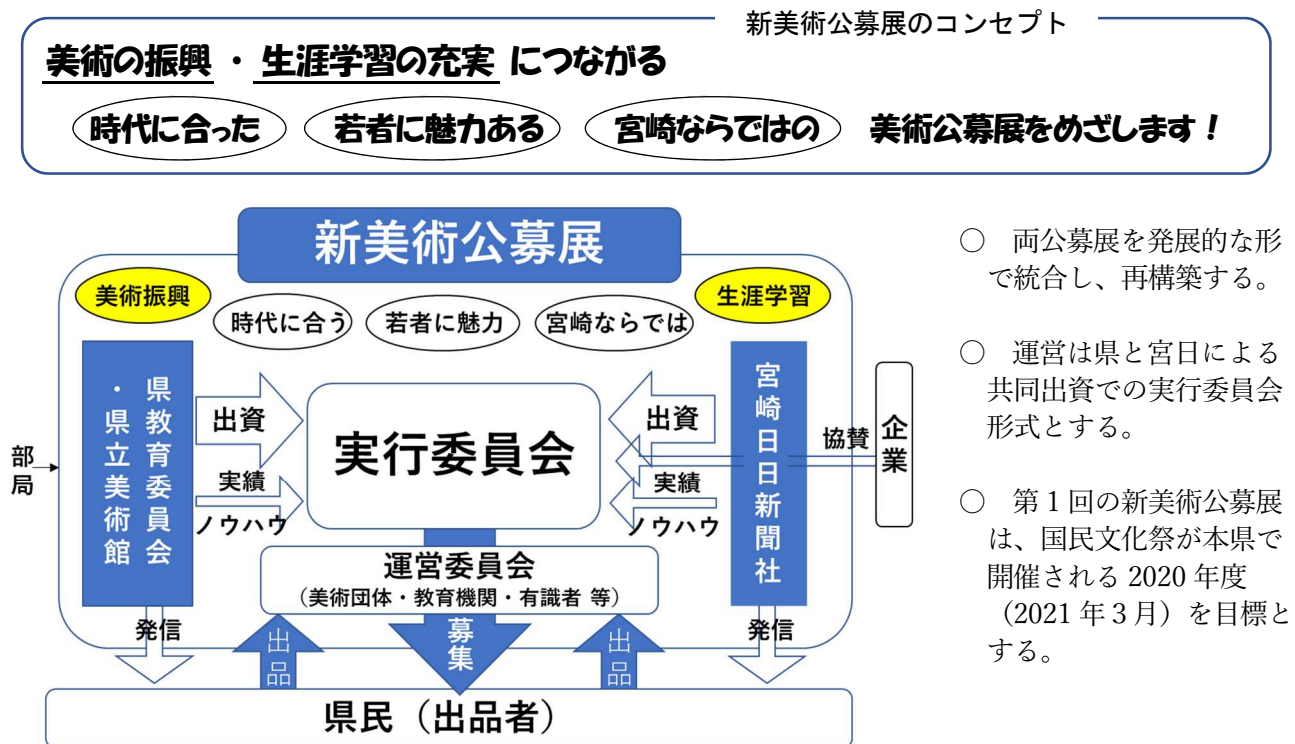 新美術公募展のコンセプト
美術の振興 ・ 生涯学習の充実 につながる
時代に合った 若者に魅力ある 宮崎ならではの 美術公募展をめざします！
新美術公募展
美術振興
時代に合う
若者に魅力
宮崎ならでは
生涯学習
県教育委員会
・県立美術館
部局
出資
実績
ノウハウ
実行委員会
出資
実績
ノウハウ
宮崎日日新聞社
協賛
企業
運営委員会
（美術団体・教育機関・有識者 等）
発信
出品
募集
出品
発信
県民（出品者）
○　両公募展を発展的な形
で統合し、再構築する。
○　運営は県と宮日による
共同出資での実行委員会
形式とする。
○　第１回の新美術公募展
は、国民文化祭が本県で
開催される 2020 年度
（2021 年３月）を目標と
する。